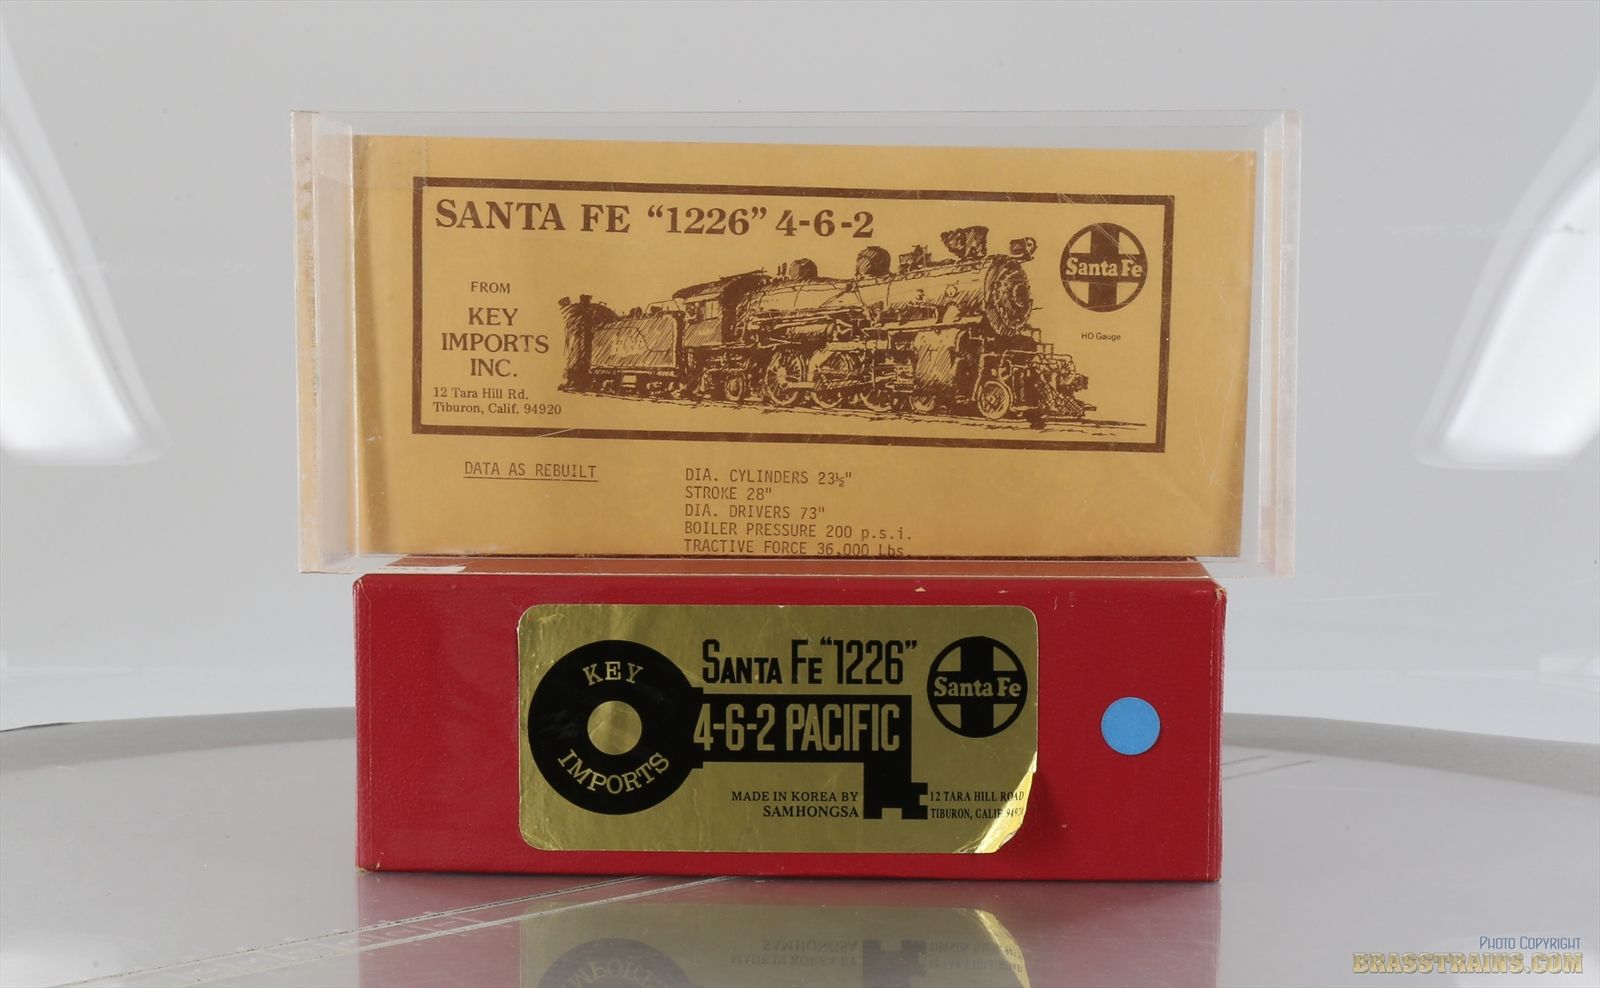 SANTA FE "1226" 4-6-2
Santa Fe
FROM
KEY
IMPORTS
INC.
12 Tara Hill Rd.
Tiburon, Calif. 94920
HO Gauge
DATA AS REBUILT
DIA. CYLINDERS 23½"
STROKE 28"
DIA. DRIVERS 73"
BOILER PRESSURE 200 p.s.i.
TRACTIVE FORCE 36,000 Lbs.
KEY
IMPORTS
SANTA FE "1226"
4-6-2 PACIFIC
Santa Fe
MADE IN KOREA BY
SAMHONGSA
12 TARA HILL ROAD
TIBURON, CALIF
PHOTO COPYRIGHT
BRASSTRAINS.COM